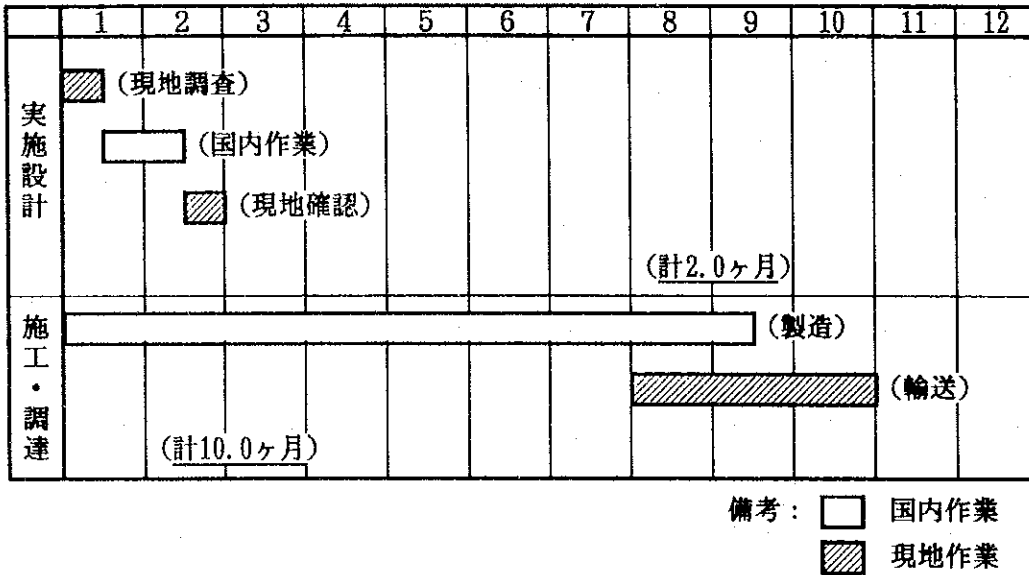 1 2 3 4 5 6 7 8 9 10 11 12
実施設計
(現地調査)
(国内作業)
(現地確認)
(計2.0ヶ月)
施工・調達
(製造)
(輸送)
(計10.0ヶ月)
備考: 国内作業
現地作業